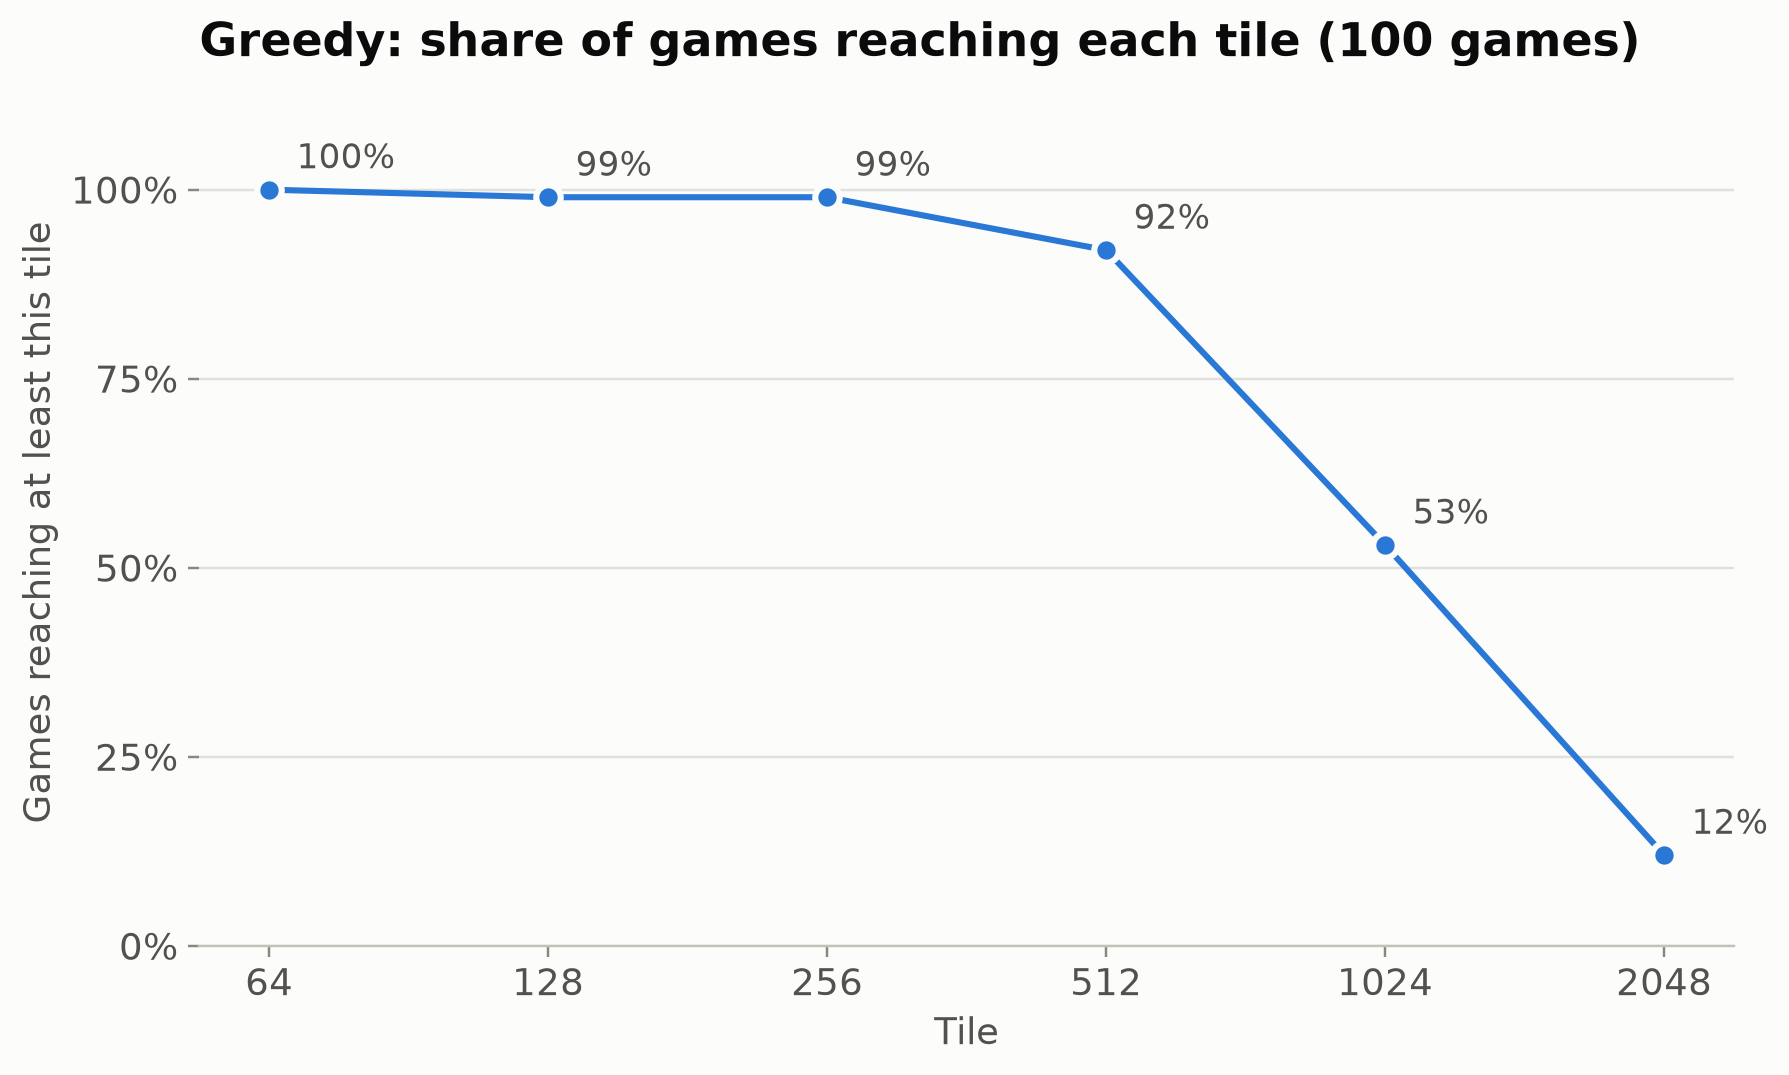 Greedy: share of games reaching each tile (100 games)
100%
99%
99%
92%
53%
12%
Games reaching at least this tile
100%
75%
50%
25%
0%
64 128 256 512 1024 2048
Tile